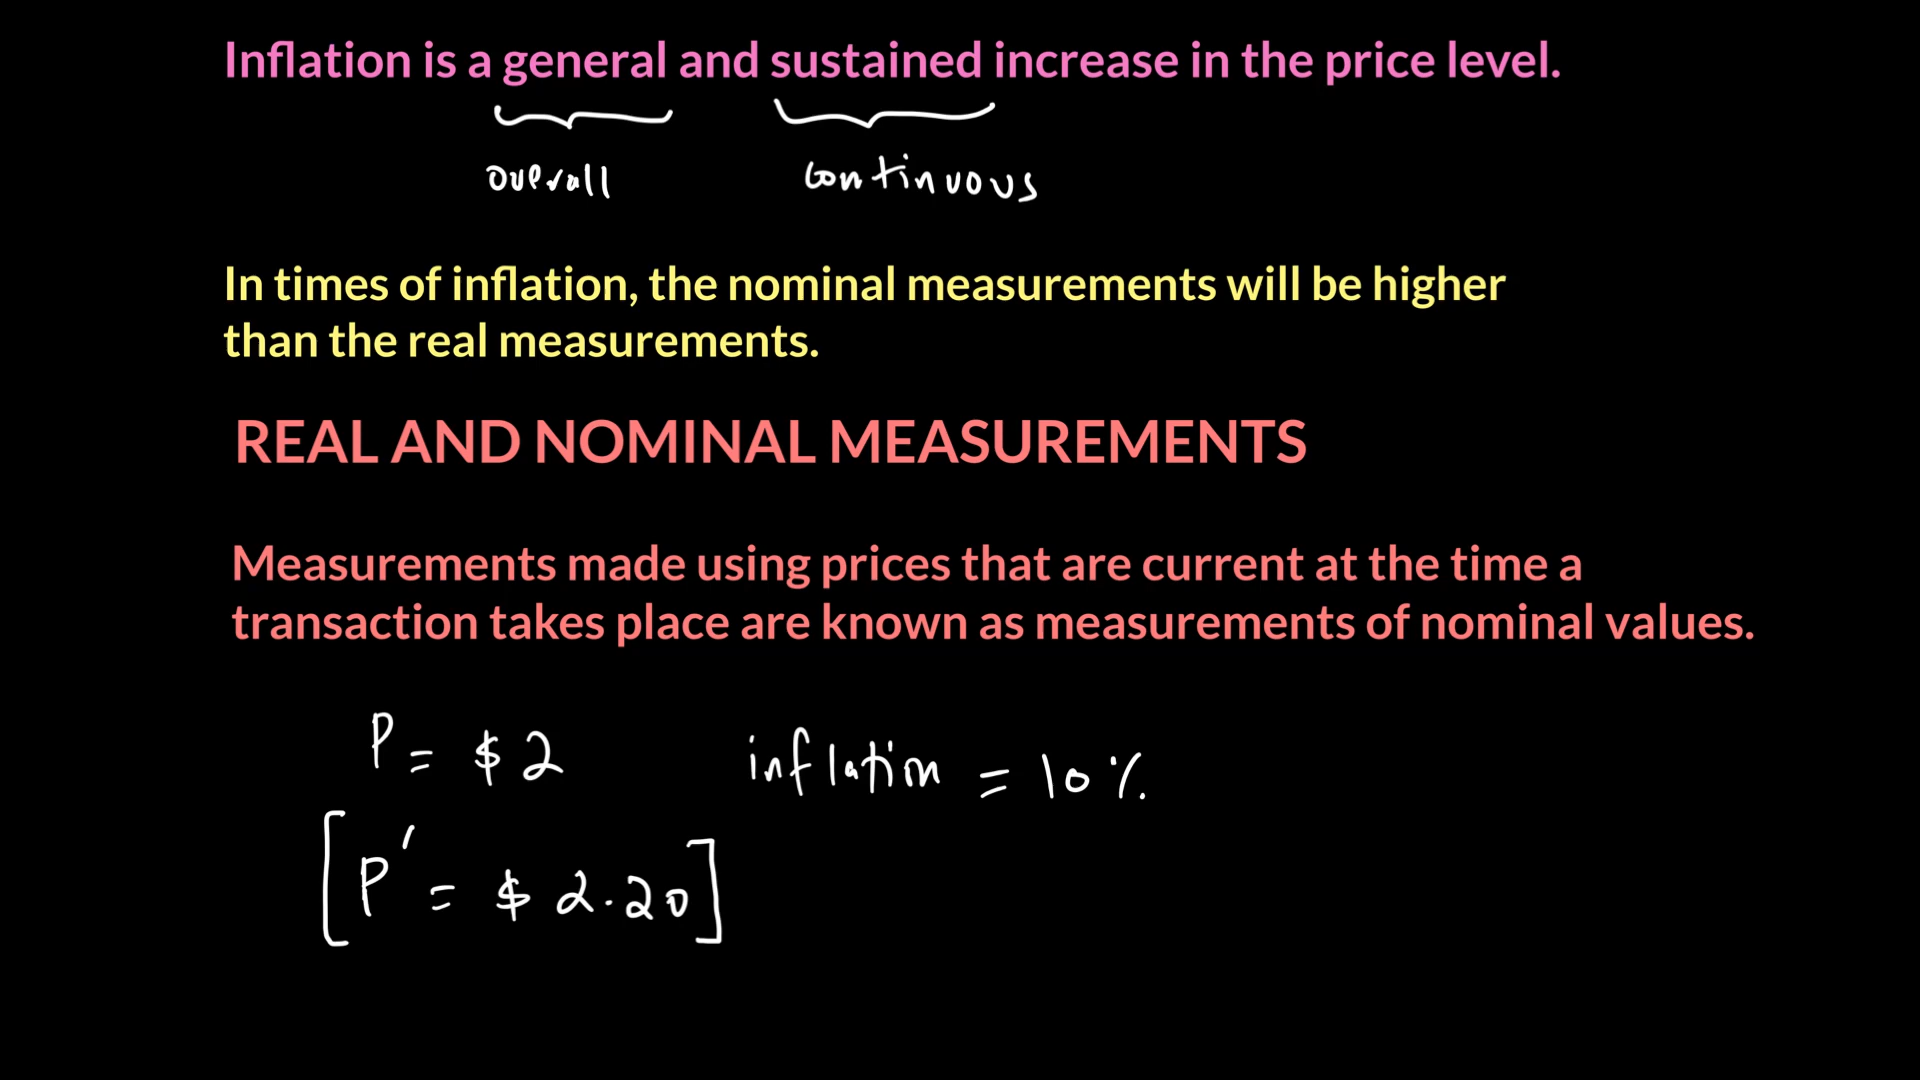 Inflation is a general and sustained increase in the price level.
overall continuous
In times of inflation, the nominal measurements will be higher
than the real measurements.
REAL AND NOMINAL MEASUREMENTS
Measurements made using prices that are current at the time a
transaction takes place are known as measurements of nominal values.
P = $ 2 inflation = 10%
[P' = $ 2.20]